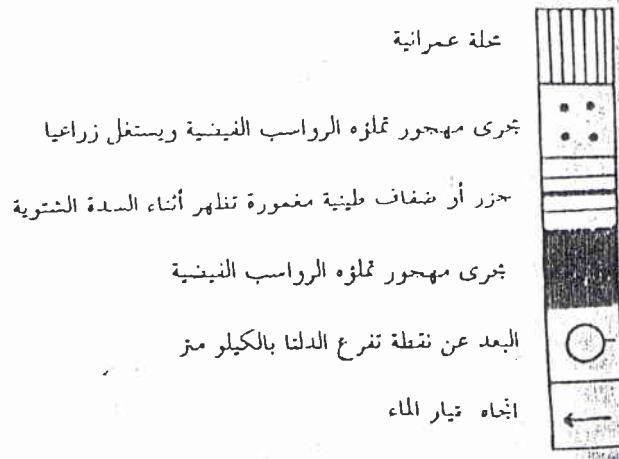 محلة عمرانية
مجرى مهجور تملؤه الرواسب الفيضية ويستغل زراعيا
جزر أو ضفاف طينية مغمورة تظهر أثناء السدة الشتوية
مجرى مهجور تملؤه الرواسب الفيضية
البعد عن نقطة تفرع الدلتا بالكيلو متر
اتجاه تيار الماء